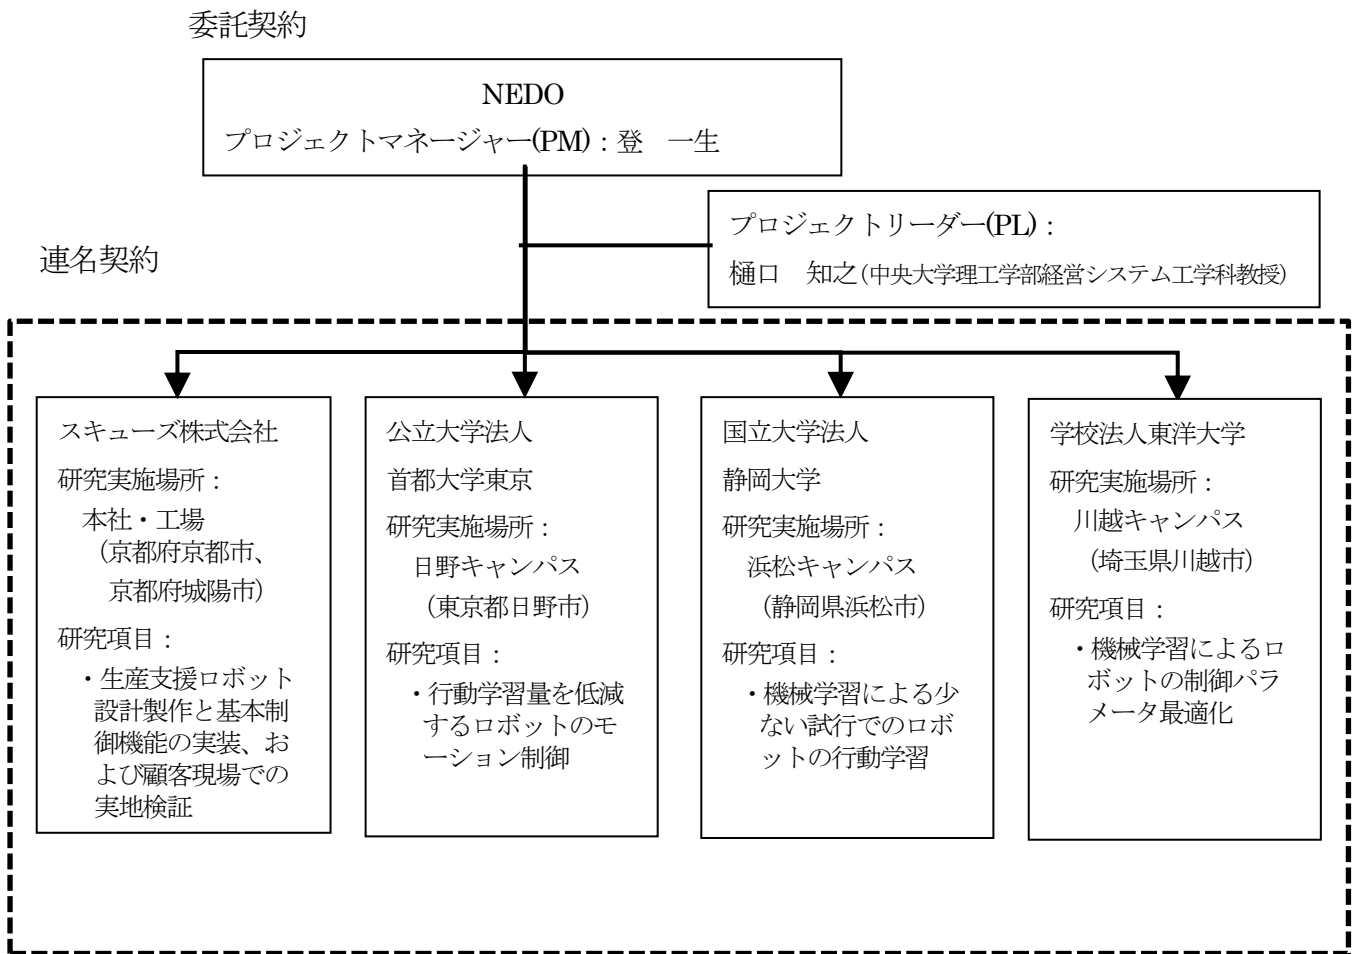 委託契約
NEDO
プロジェクトマネージャー(PM)：登　一生
プロジェクトリーダー(PL)：
樋口　知之(中央大学理工学部経営システム工学科教授)
連名契約
スキューズ株式会社
研究実施場所：
本社・工場
(京都府京都市、
京都府城陽市)
研究項目：
・生産支援ロボット
設計製作と基本制
御機能の実装、お
よび顧客現場での
実地検証
公立大学法人
首都大学東京
研究実施場所：
日野キャンパス
(東京都日野市)
研究項目：
・行動学習量を低減
するロボットのモ
ーション制御
国立大学法人
静岡大学
研究実施場所：
浜松キャンパス
(静岡県浜松市)
研究項目：
・機械学習による少
ない試行でのロボ
ットの行動学習
学校法人東洋大学
研究実施場所：
川越キャンパス
(埼玉県川越市)
研究項目：
・機械学習によるロ
ボットの制御パラ
メータ最適化